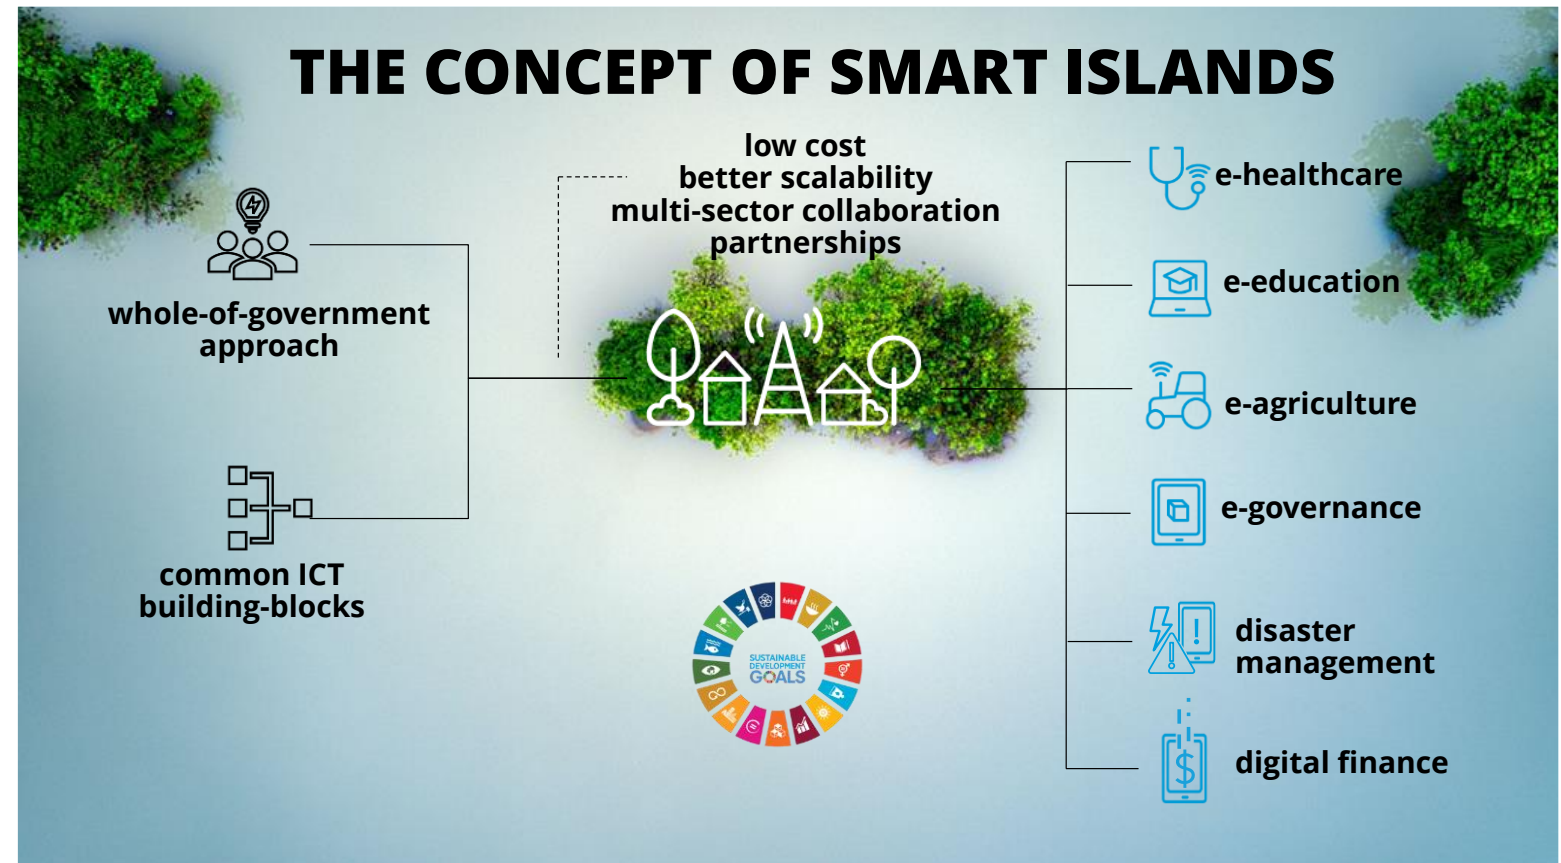 THE CONCEPT OF SMART ISLANDS
low cost
better scalability
multi-sector collaboration
partnerships
whole-of-government
approach
common ICT
building-blocks
e-healthcare
e-education
e-agriculture
e-governance
disaster
management
digital finance
SUSTAINABLE
DEVELOPMENT
GOALS